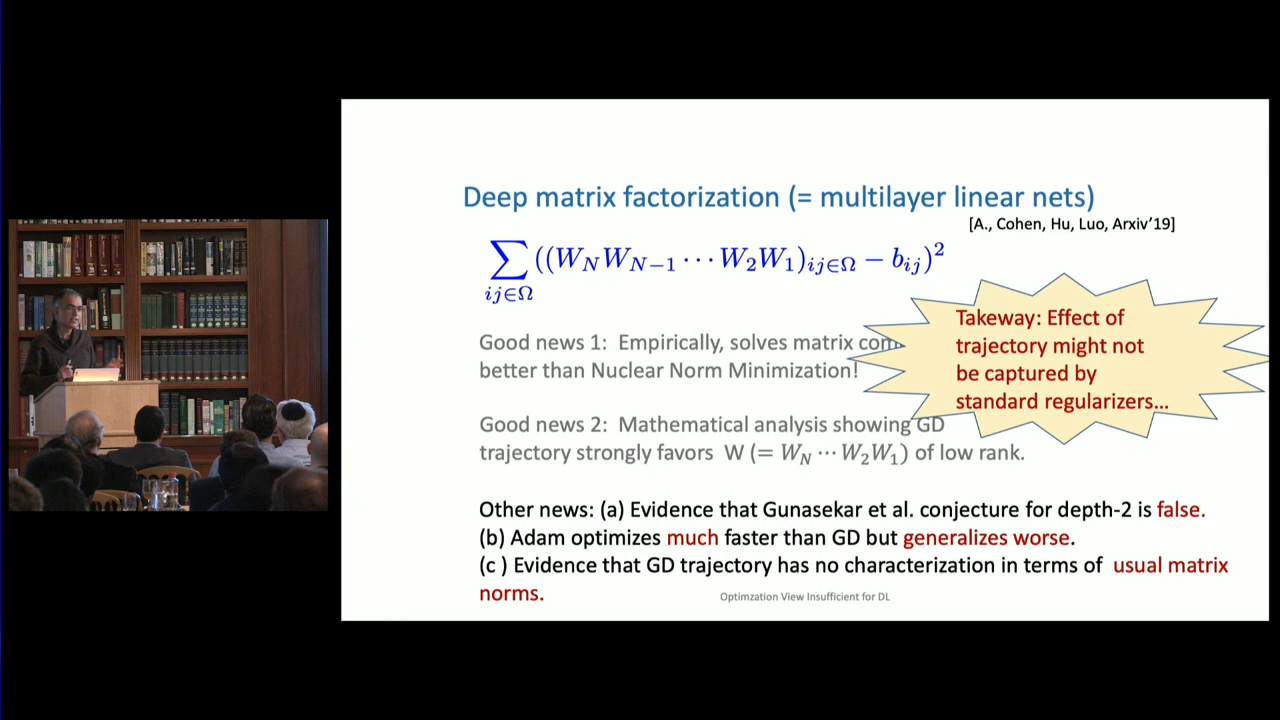 Deep matrix factorization (= multilayer linear nets)
[A., Cohen, Hu, Luo, Arxiv'19]
∑ ((W_N W_{N−1} ⋯ W_2 W_1)_{ij∈Ω} − b_{ij})^2
ij∈Ω
Good news 1: Empirically, solves matrix com
better than Nuclear Norm Minimization!
Takeway: Effect of
trajectory might not
be captured by
standard regularizers…
Good news 2: Mathematical analysis showing GD
trajectory strongly favors W (= W_N ⋯ W_2 W_1) of low rank.
Other news: (a) Evidence that Gunasekar et al. conjecture for depth-2 is false.
(b) Adam optimizes much faster than GD but generalizes worse.
(c ) Evidence that GD trajectory has no characterization in terms of usual matrix
norms.
Optimzation View Insufficient for DL